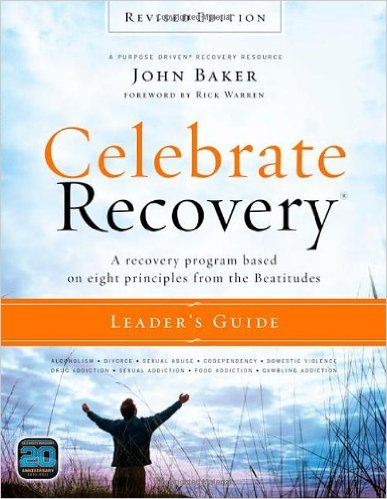 REVISED EDITION
A PURPOSE DRIVEN® RECOVERY RESOURCE
JOHN BAKER
FOREWORD BY RICK WARREN
Celebrate
Recovery®
A recovery program based
on eight principles from the Beatitudes
LEADER'S GUIDE
ALCOHOLISM • DIVORCE • SEXUAL ABUSE • CODEPENDENCY • DOMESTIC VIOLENCE
DRUG ADDICTION • SEXUAL ADDICTION • FOOD ADDICTION • GAMBLING ADDICTION
20
ANNIVERSARY